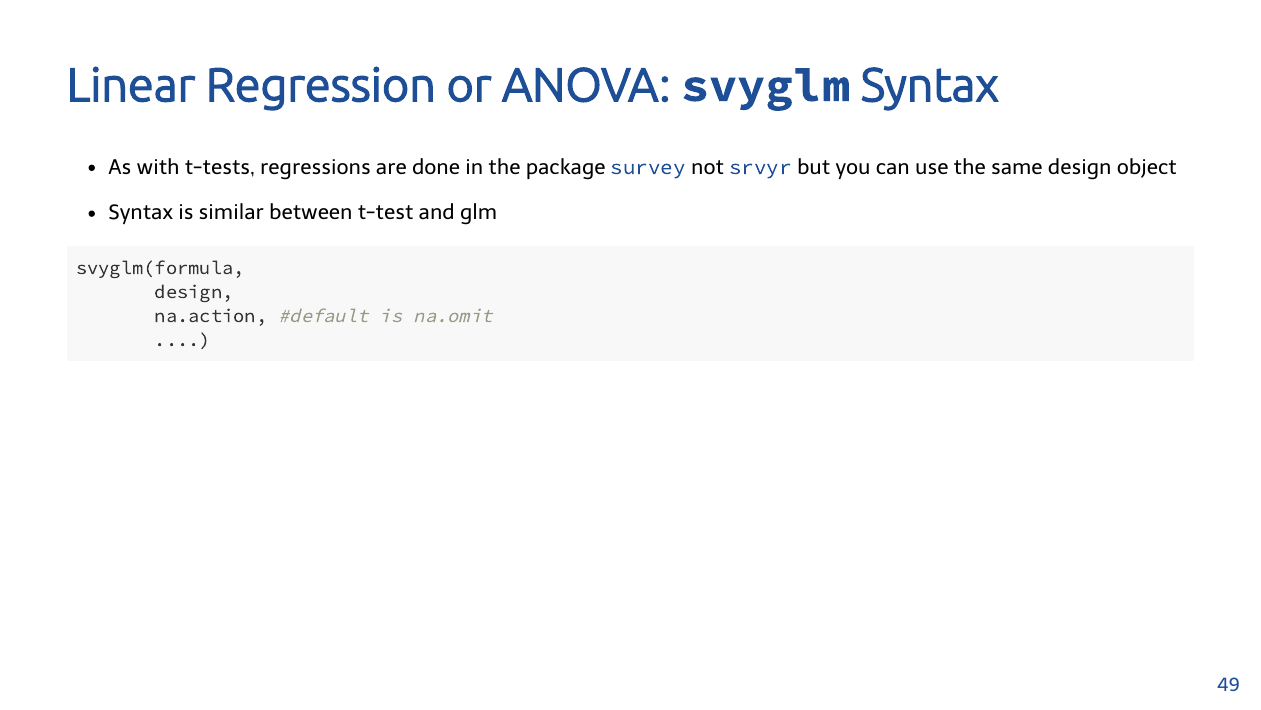 Linear Regression or ANOVA: svyglm Syntax
• As with t-tests, regressions are done in the package survey not srvyr but you can use the same design object
• Syntax is similar between t-test and glm
svyglm(formula,
       design,
       na.action, #default is na.omit
       ....)
49